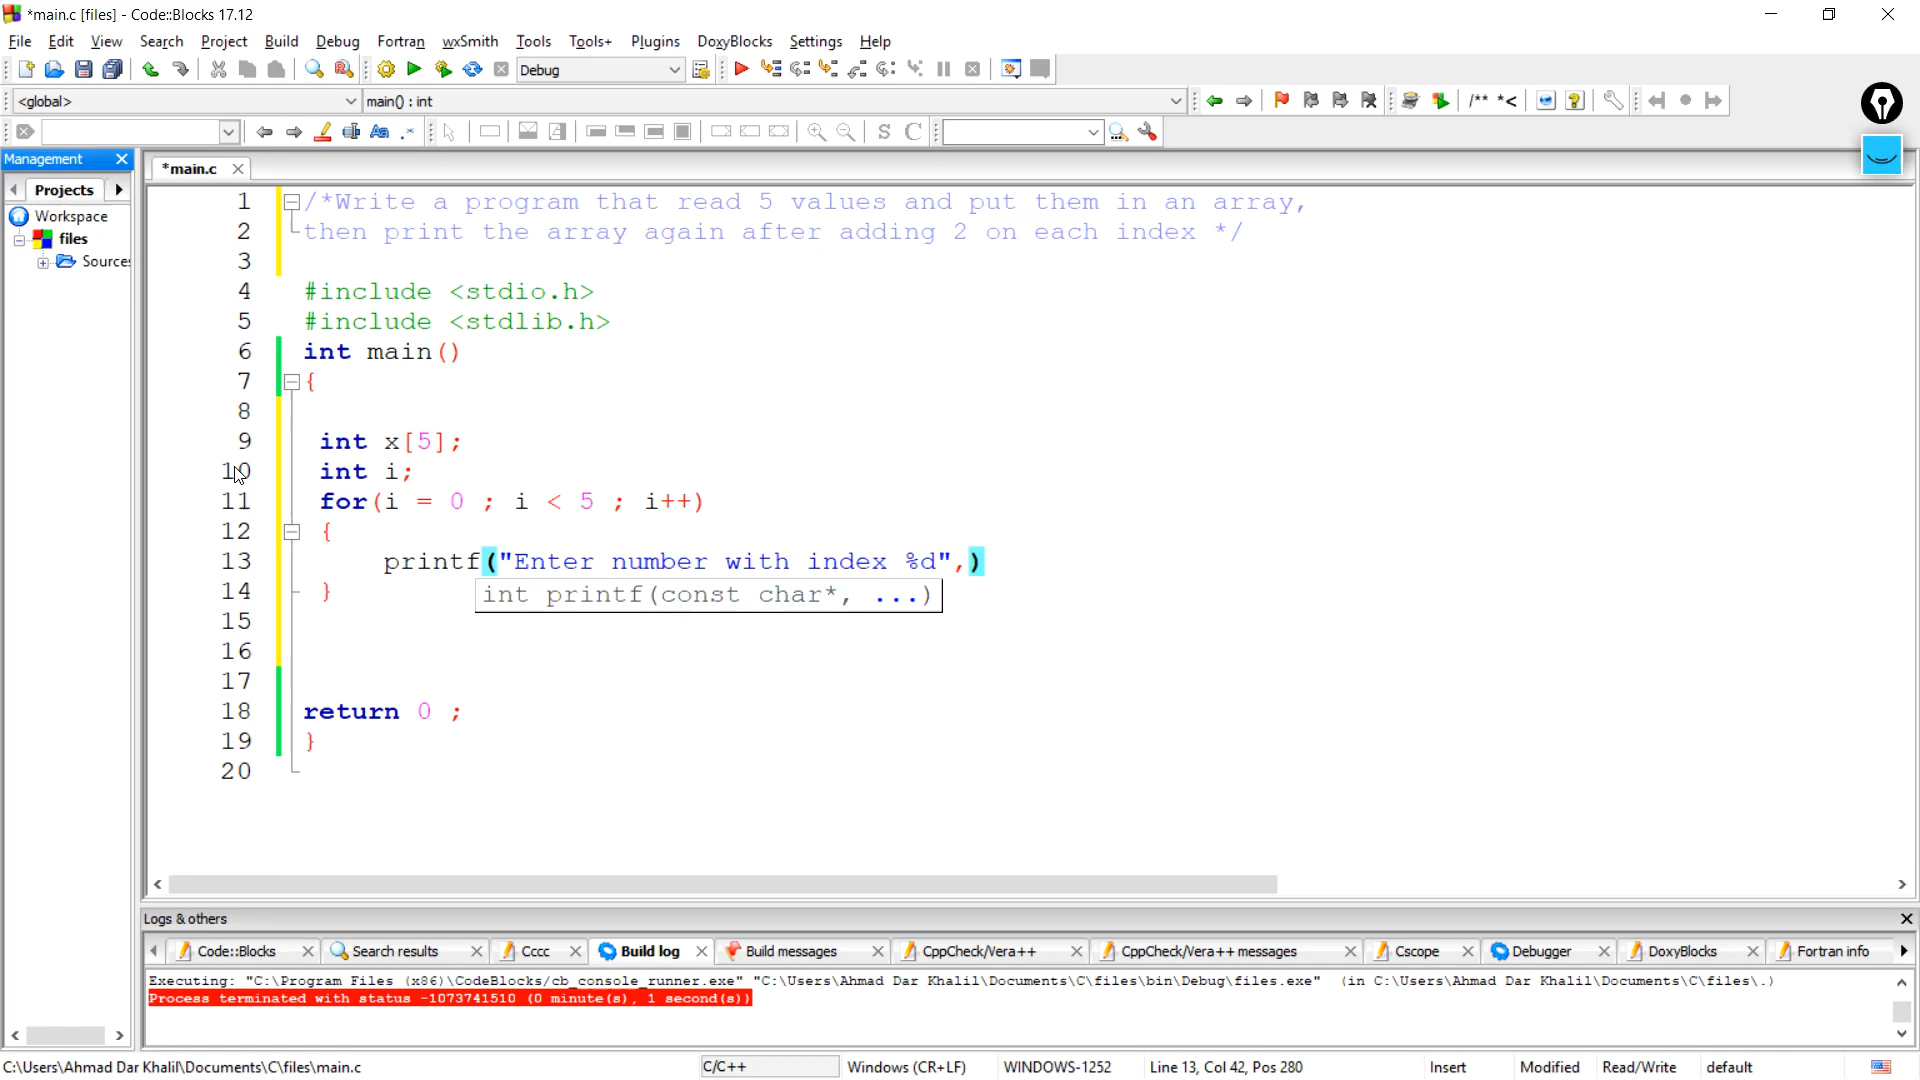 *main.c [files] - Code::Blocks 17.12
File Edit View Search Project Build Debug Fortran wxSmith Tools Tools+ Plugins DoxyBlocks Settings Help
Debug
<global> main() : int /** *<
Management
*main.c
Projects
Workspace
files
Sources
1 /*Write a program that read 5 values and put them in an array,
2 then print the array again after adding 2 on each index */
3
4 #include <stdio.h>
5 #include <stdlib.h>
6 int main()
7 {
8
9 int x[5];
10 int i;
11 for(i = 0 ; i < 5 ; i++)
12 {
13 printf("Enter number with index %d",)
14 }
int printf(const char*, ...)
15
16
17
18 return 0 ;
19 }
20
Logs & others
Code::Blocks Search results Cccc Build log Build messages CppCheck/Vera++ CppCheck/Vera++ messages Cscope Debugger DoxyBlocks Fortran info
Executing: "C:\Program Files (x86)\CodeBlocks/cb_console_runner.exe" "C:\Users\Ahmad Dar Khalil\Documents\C\files\bin\Debug\files.exe" (in C:\Users\Ahmad Dar Khalil\Documents\C\files\.)
Process terminated with status -1073741510 (0 minute(s), 1 second(s))
C:\Users\Ahmad Dar Khalil\Documents\C\files\main.c C/C++ Windows (CR+LF) WINDOWS-1252 Line 13, Col 42, Pos 280 Insert Modified Read/Write default